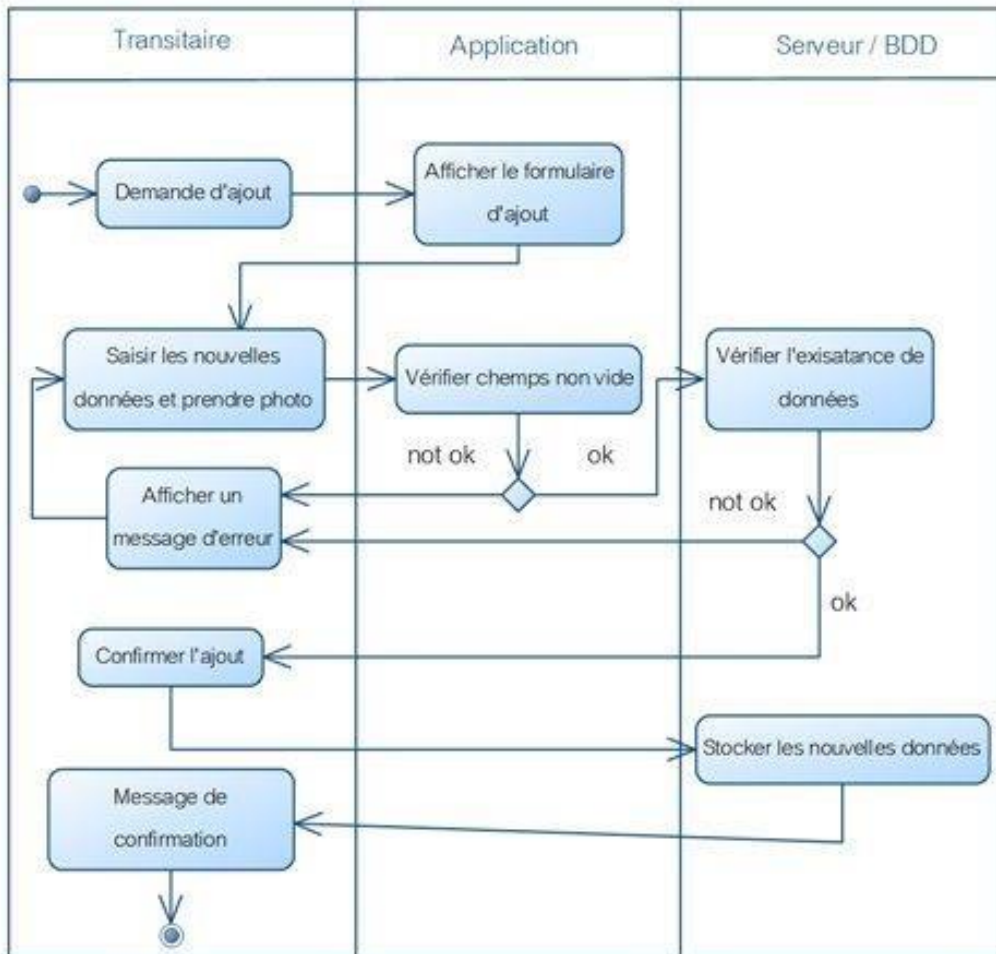 Transitaire
Application
Serveur / BDD
Demande d'ajout
Afficher le formulaire
d'ajout
Saisir les nouvelles
données et prendre photo
Vérifier chemps non vide
Vérifier l'exisatance de
données
not ok
ok
Afficher un
message d'erreur
not ok
ok
Confirmer l'ajout
Stocker les nouvelles données
Message de
confirmation